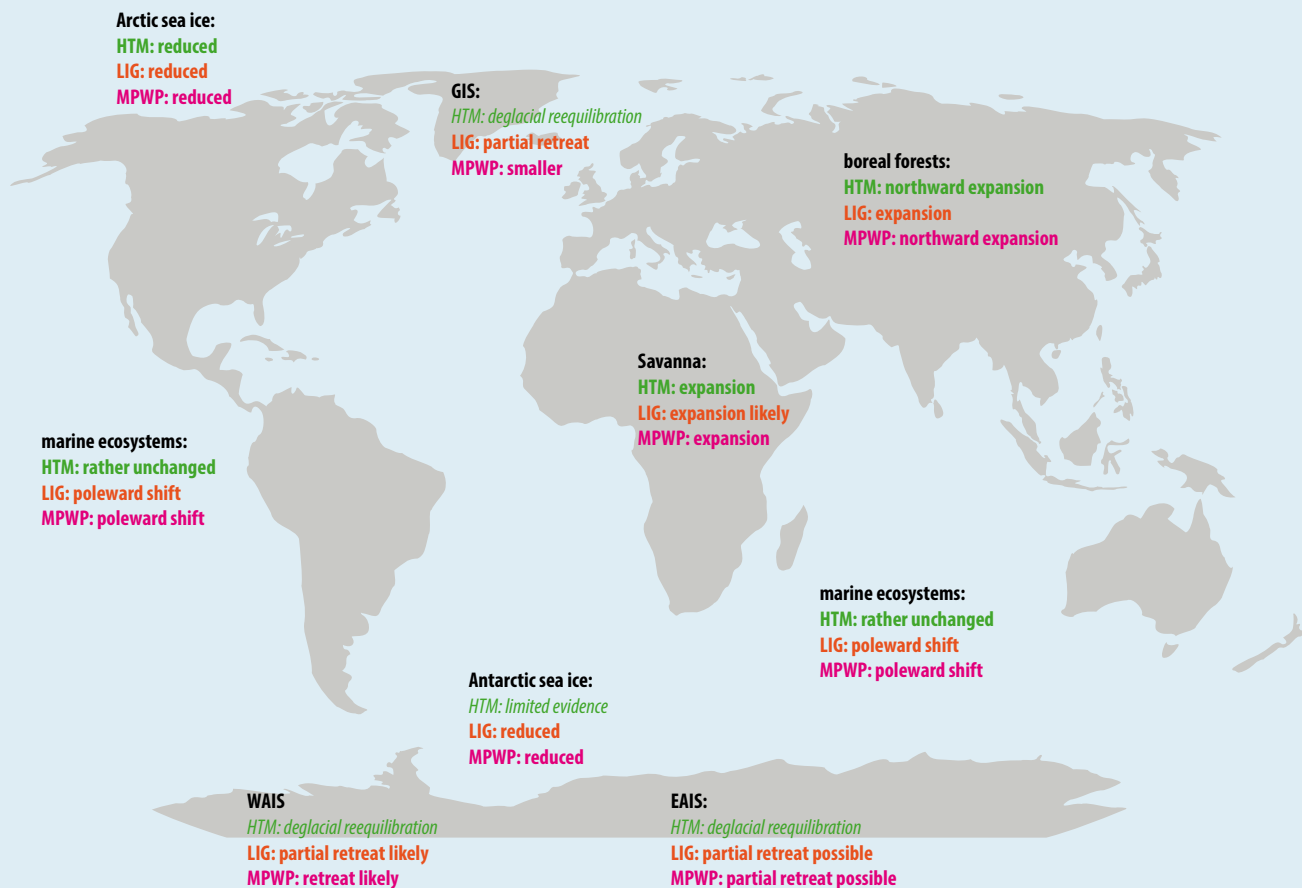 Arctic sea ice:
HTM: reduced
LIG: reduced
MPWP: reduced
GIS:
HTM: deglacial reequilibration
LIG: partial retreat
MPWP: smaller
boreal forests:
HTM: northward expansion
LIG: expansion
MPWP: northward expansion
Savanna:
HTM: expansion
LIG: expansion likely
MPWP: expansion
marine ecosystems:
HTM: rather unchanged
LIG: poleward shift
MPWP: poleward shift
marine ecosystems:
HTM: rather unchanged
LIG: poleward shift
MPWP: poleward shift
Antarctic sea ice:
HTM: limited evidence
LIG: reduced
MPWP: reduced
WAIS
HTM: deglacial reequilibration
LIG: partial retreat likely
MPWP: retreat likely
EAIS:
HTM: deglacial reequilibration
LIG: partial retreat possible
MPWP: partial retreat possible